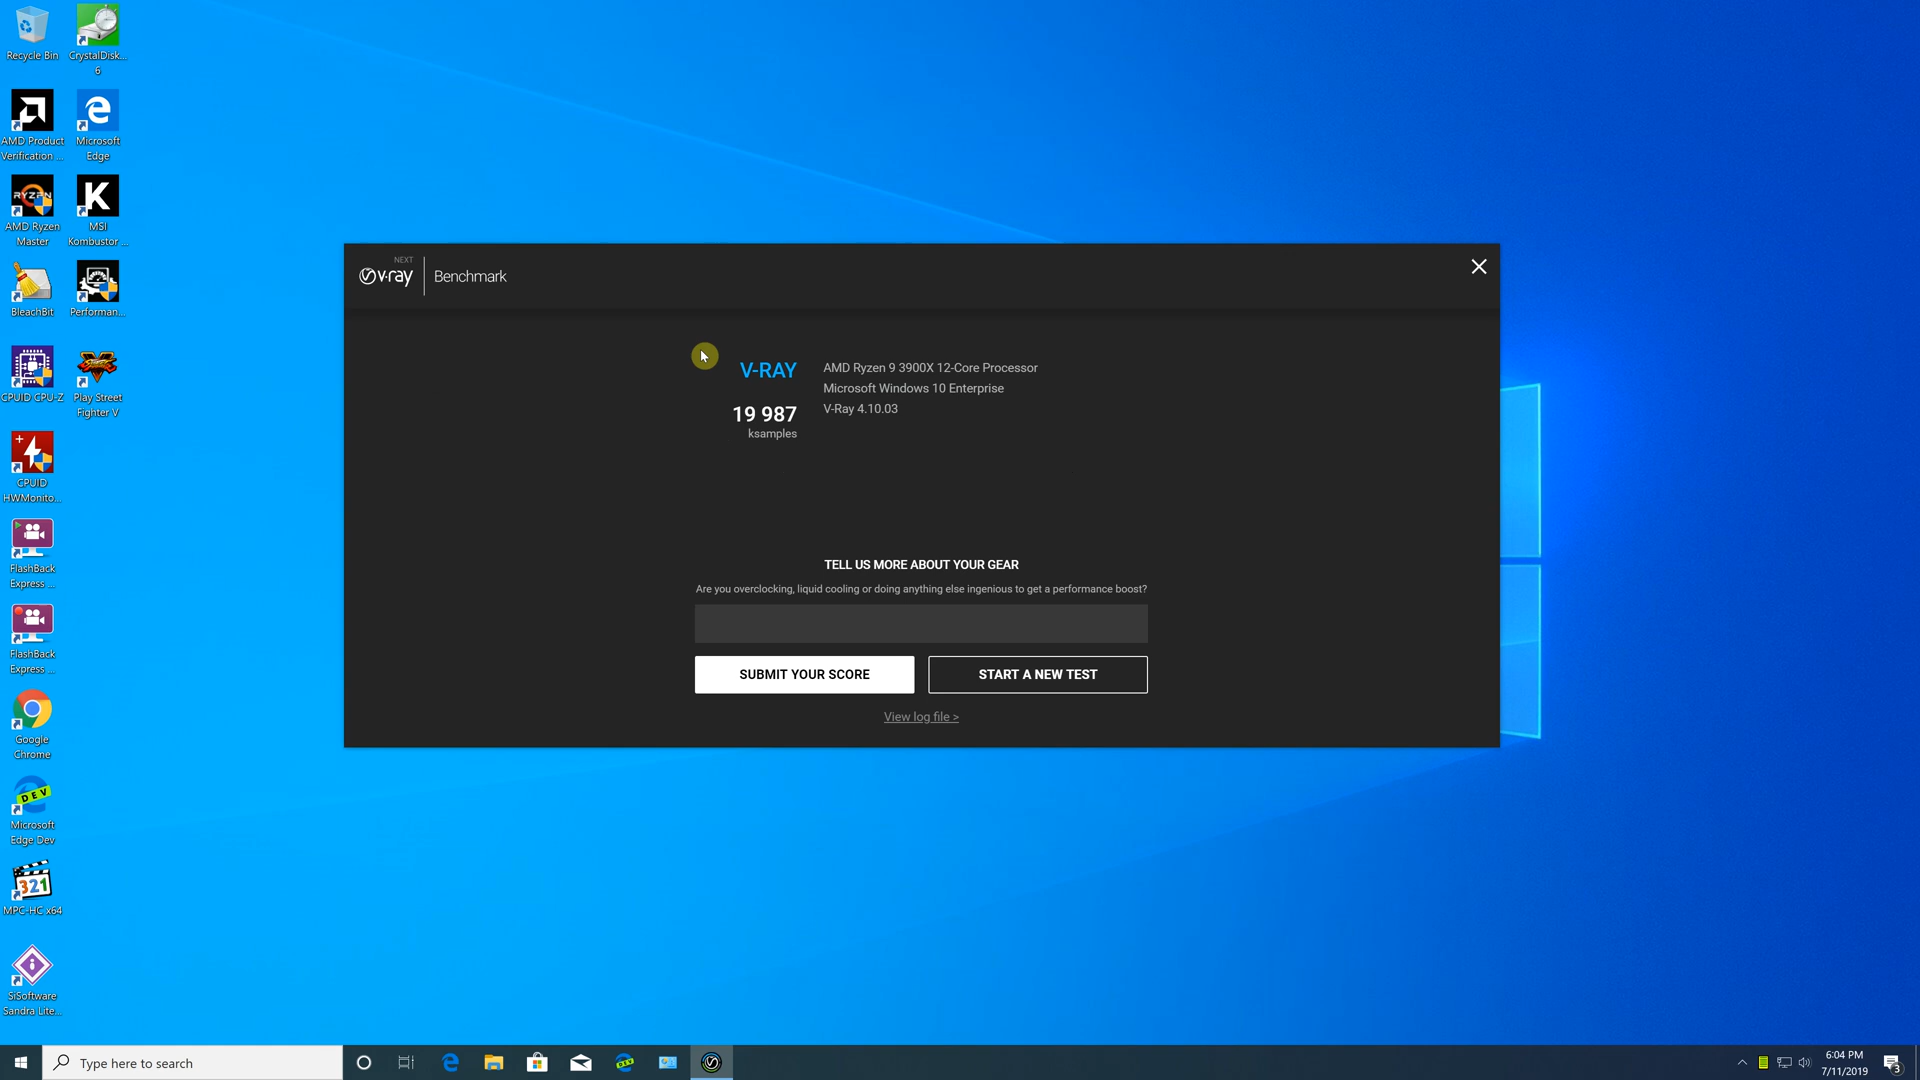 Recycle Bin
CrystalDisk...
6
AMD Product
Verification ...
Microsoft
Edge
RYZEN
AMD Ryzen
Master
K
MSI
Kombustor ...
BleachBit
Performan...
CPUID CPU-Z
Play Street
Fighter V
CPUID
HWMonito...
FlashBack
Express ...
FlashBack
Express ...
Google
Chrome
DEV
Microsoft
Edge Dev
321
MPC-HC x64
SiSoftware
Sandra Lite...
NEXT
v-ray
Benchmark
V-RAY
19 987
ksamples
AMD Ryzen 9 3900X 12-Core Processor
Microsoft Windows 10 Enterprise
V-Ray 4.10.03
TELL US MORE ABOUT YOUR GEAR
Are you overclocking, liquid cooling or doing anything else ingenious to get a performance boost?
SUBMIT YOUR SCORE
START A NEW TEST
View log file >
Type here to search
DEV
6:04 PM
7/11/2019
3